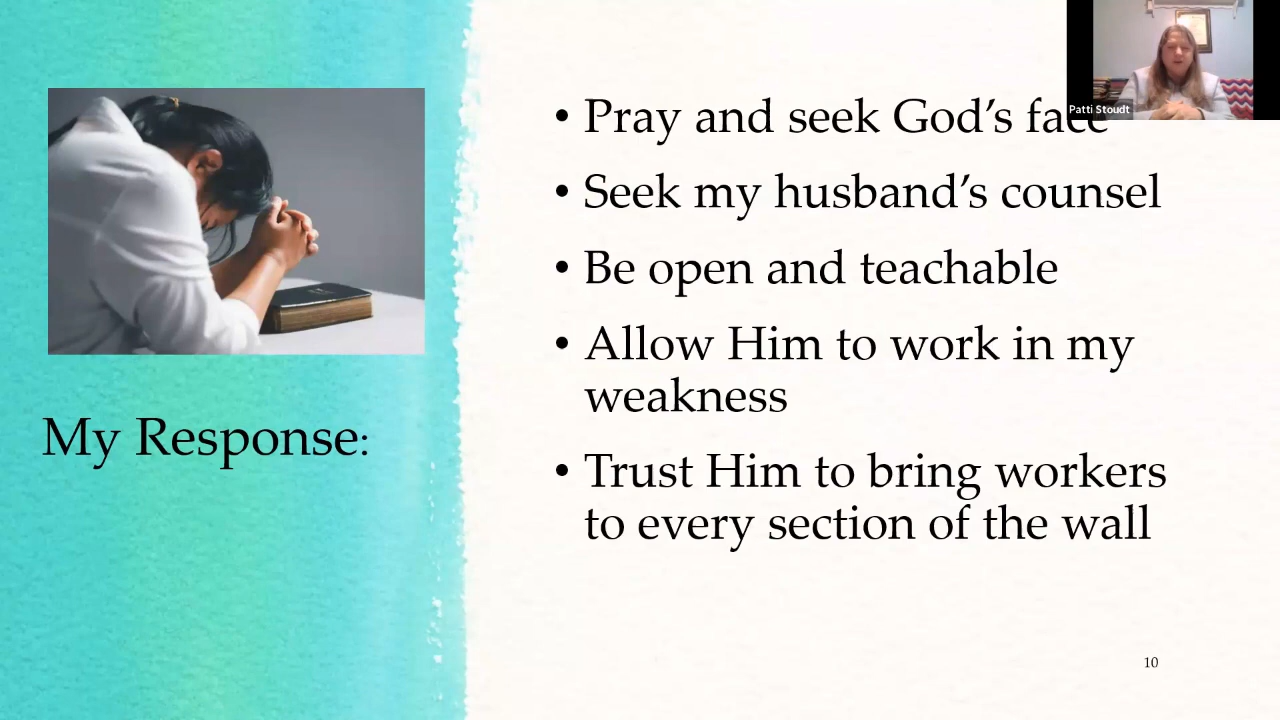 • Pray and seek God's face
Patti Stoudt
• Seek my husband's counsel
• Be open and teachable
• Allow Him to work in my
weakness
• Trust Him to bring workers
to every section of the wall
My Response:
10